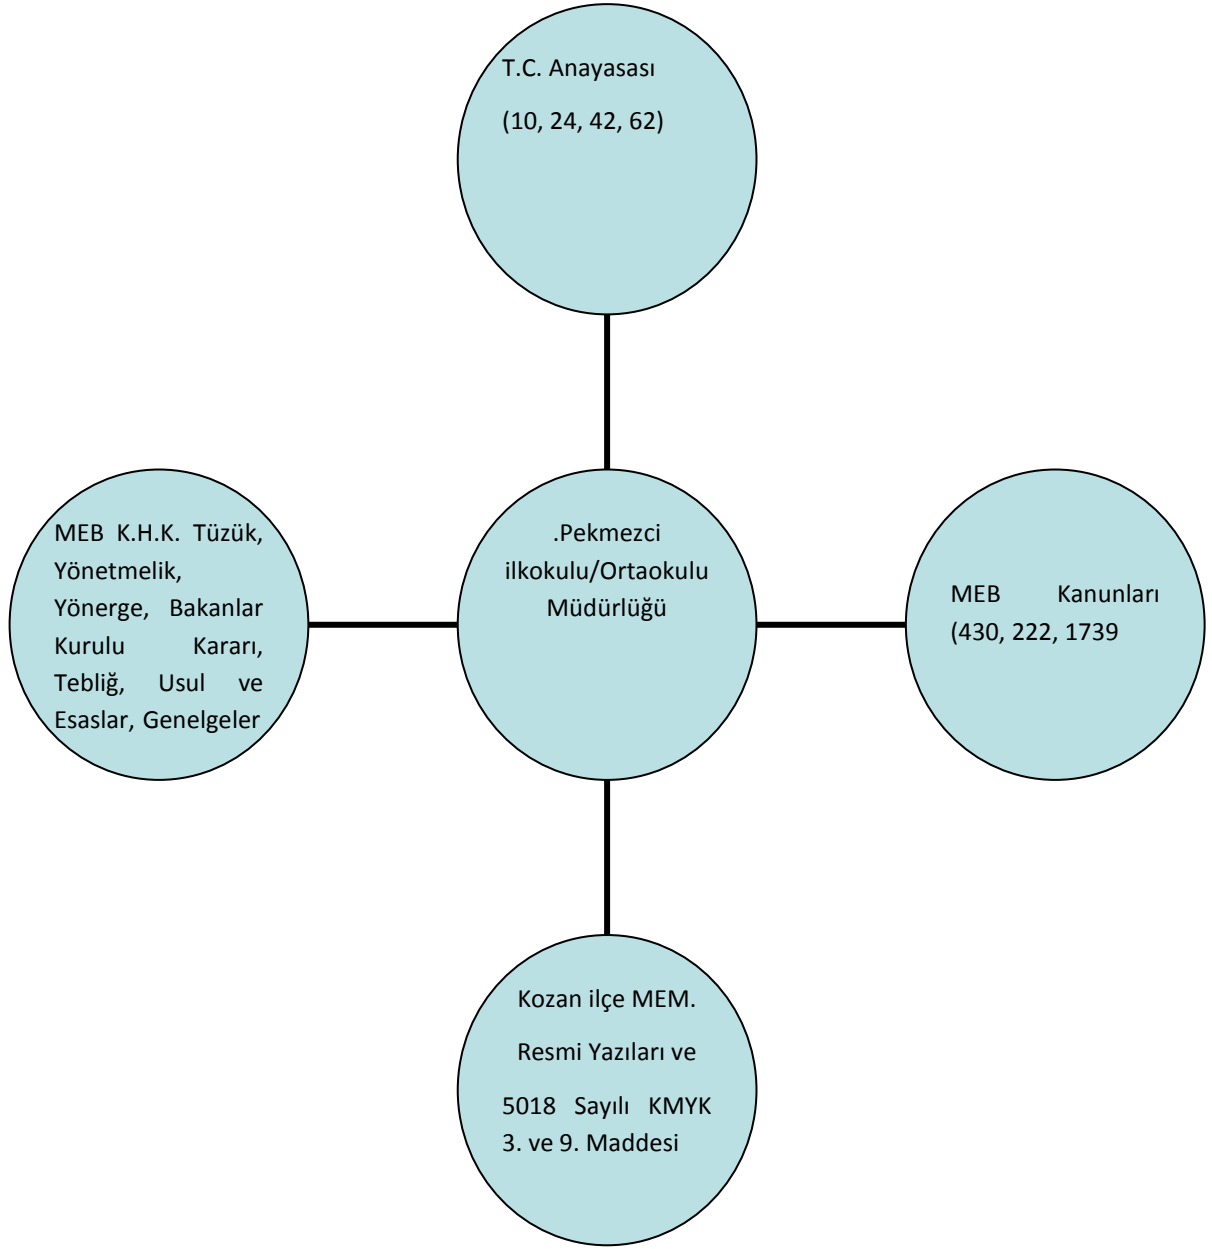 T.C. Anayasası
(10, 24, 42, 62)
MEB K.H.K. Tüzük,
Yönetmelik,
Yönerge, Bakanlar
Kurulu Kararı,
Tebliğ, Usul ve
Esaslar, Genelgeler
.Pekmezci
ilkokulu/Ortaokulu
Müdürlüğü
MEB Kanunları
(430, 222, 1739
Kozan ilçe MEM.
Resmi Yazıları ve
5018 Sayılı KMYK
3. ve 9. Maddesi